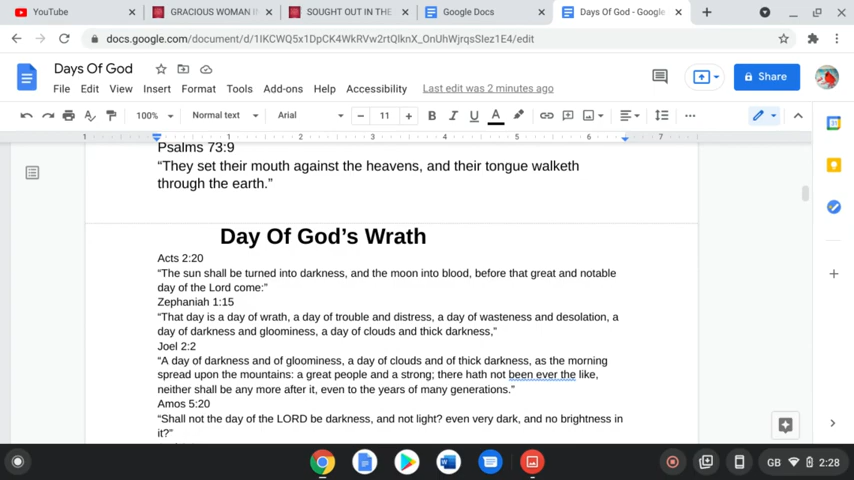 YouTube
GRACIOUS WOMAN I
SOUGHT OUT IN THE
Google Docs
Days Of God - Google
docs.google.com/document/d/1IKCWQ5x1DpCK4WkRVw2rtQlknX_OnUhWjrqsSIez1E4/edit
Days Of God
File Edit View Insert Format Tools Add-ons Help Accessibility Last edit was 2 minutes ago
Share
100% Normal text Arial 11 B I U A
1 1 2 3 4 5 6 7
Psalms 73:9
“They set their mouth against the heavens, and their tongue walketh
through the earth.”
Day Of God’s Wrath
Acts 2:20
“The sun shall be turned into darkness, and the moon into blood, before that great and notable
day of the Lord come:”
Zephaniah 1:15
“That day is a day of wrath, a day of trouble and distress, a day of wasteness and desolation, a
day of darkness and gloominess, a day of clouds and thick darkness,”
Joel 2:2
“A day of darkness and of gloominess, a day of clouds and of thick darkness, as the morning
spread upon the mountains: a great people and a strong; there hath not been ever the like,
neither shall be any more after it, even to the years of many generations.”
Amos 5:20
“Shall not the day of the LORD be darkness, and not light? even very dark, and no brightness in
it?”
GB 2:28